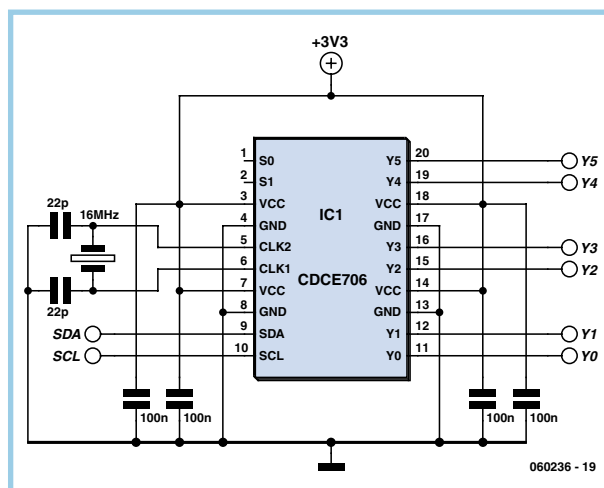 +3V3
1 S0 Y5 20 Y5
2 S1 Y4 19 Y4
3 VCC VCC 18
22p 16MHz 4 GND IC1 GND 17
5 CLK2 Y3 16 Y3
6 CLK1 CDCE706 Y2 15 Y2
22p 7 VCC VCC 14
8 GND GND 13
SDA 9 SDA Y1 12 Y1
SCL 10 SCL Y0 11 Y0
100n 100n 100n 100n
060236 - 19